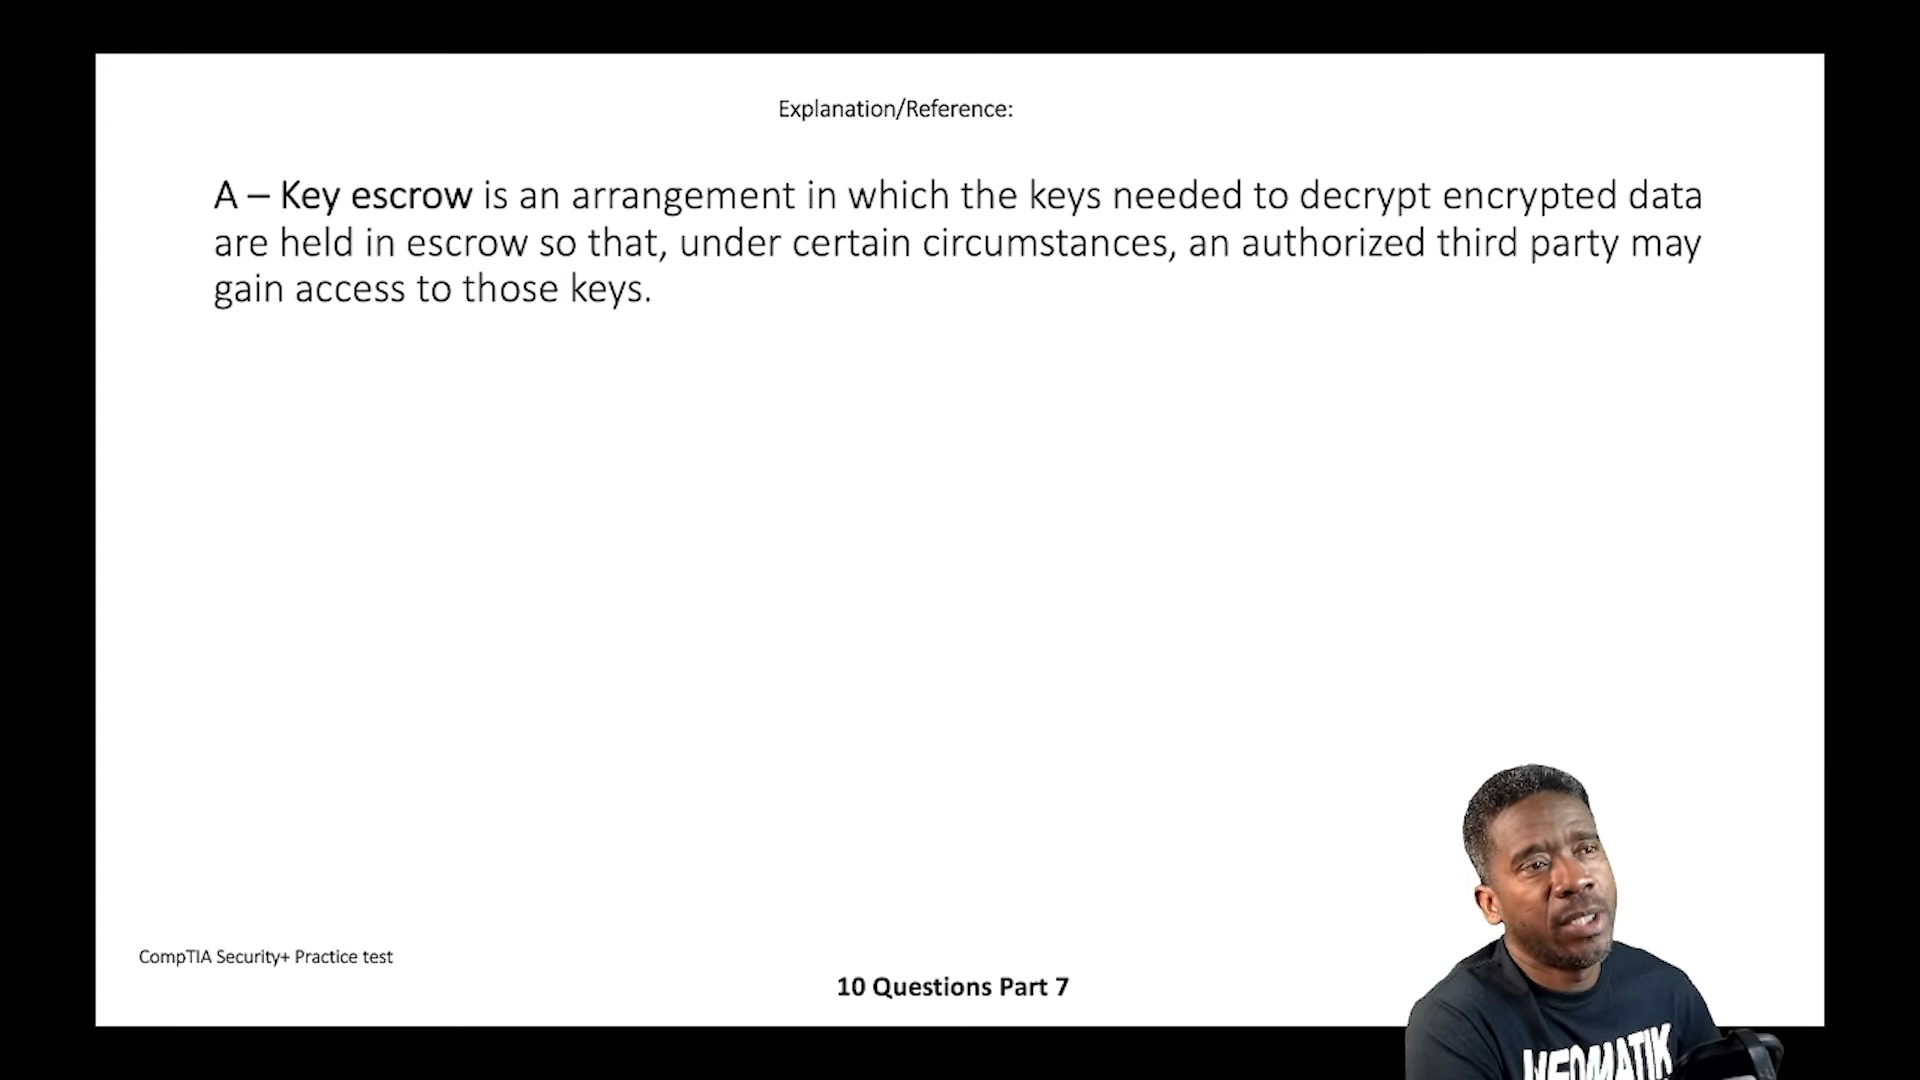 Explanation/Reference:
A – Key escrow is an arrangement in which the keys needed to decrypt encrypted data
are held in escrow so that, under certain circumstances, an authorized third party may
gain access to those keys.
CompTIA Security+ Practice test
10 Questions Part 7